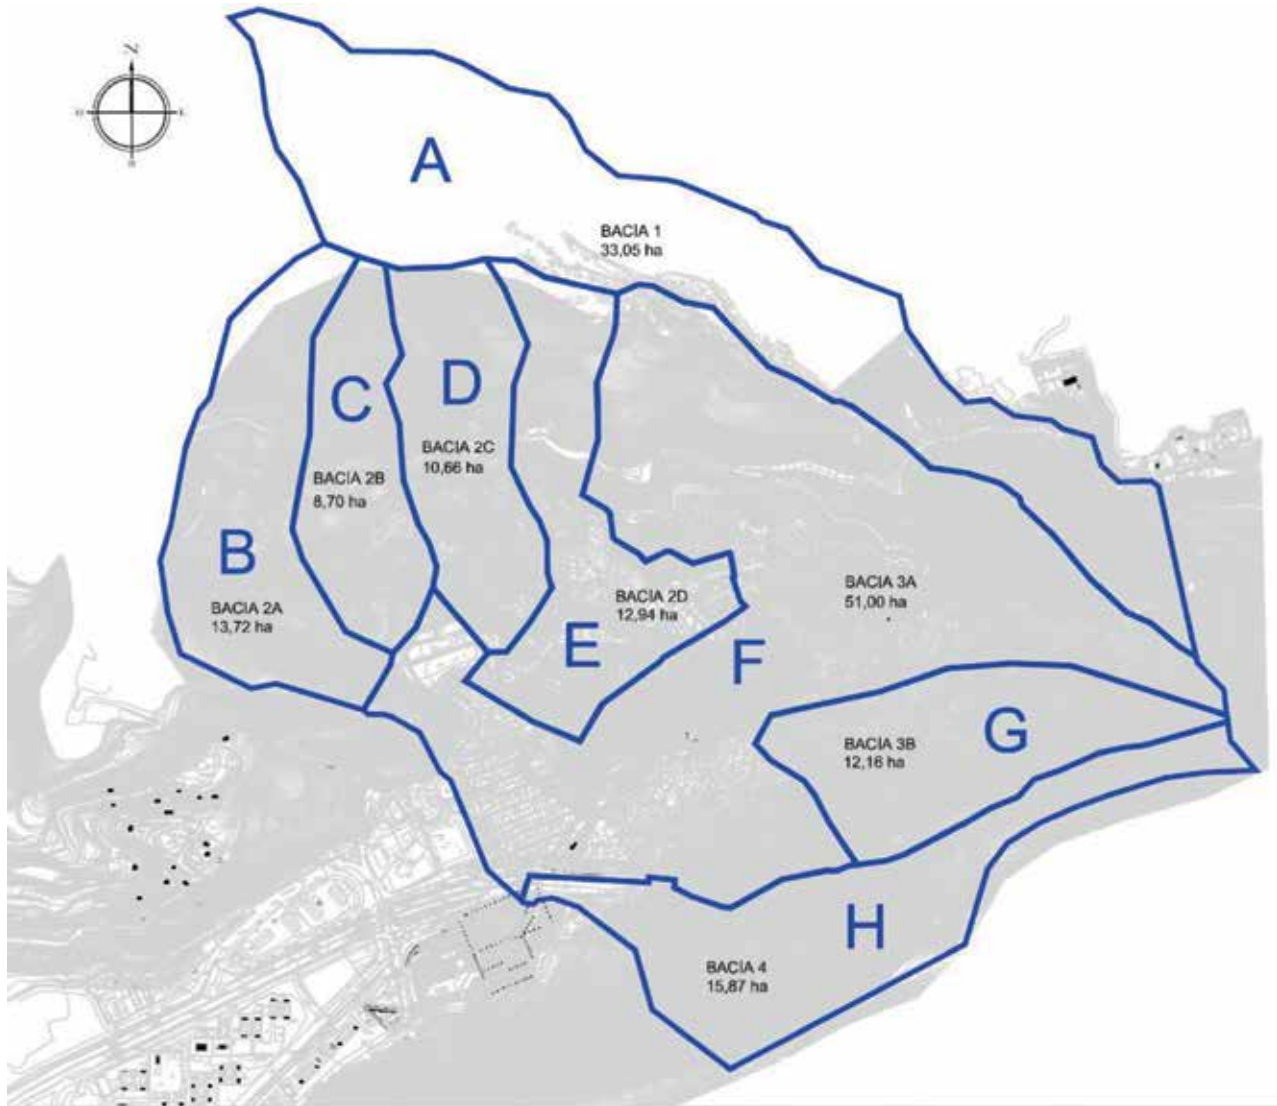 A
BACIA 1
33,05 ha
C
D
BACIA 2C
10,66 ha
BACIA 2B
8,70 ha
B
BACIA 2A
13,72 ha
BACIA 2D
12,94 ha
BACIA 3A
51,00 ha
E
F
G
BACIA 3B
12,16 ha
H
BACIA 4
15,87 ha